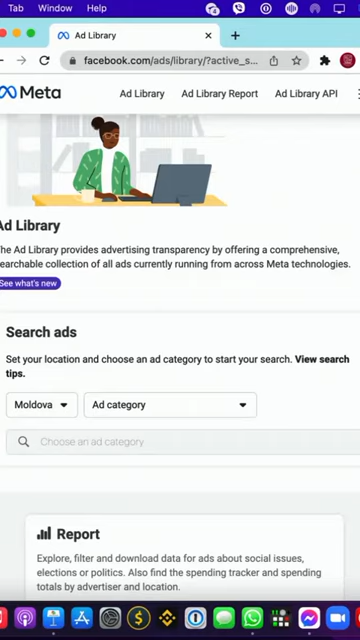 Tab Window Help
Ad Library
facebook.com/ads/library/?active_s...
Meta
Ad Library Ad Library Report Ad Library API
Ad Library
The Ad Library provides advertising transparency by offering a comprehensive,
searchable collection of all ads currently running from across Meta technologies.
See what's new
Search ads
Set your location and choose an ad category to start your search. View search
tips.
Moldova Ad category
Choose an ad category
Report
Explore, filter and download data for ads about social issues,
elections or politics. Also find the spending tracker and spending
totals by advertiser and location.